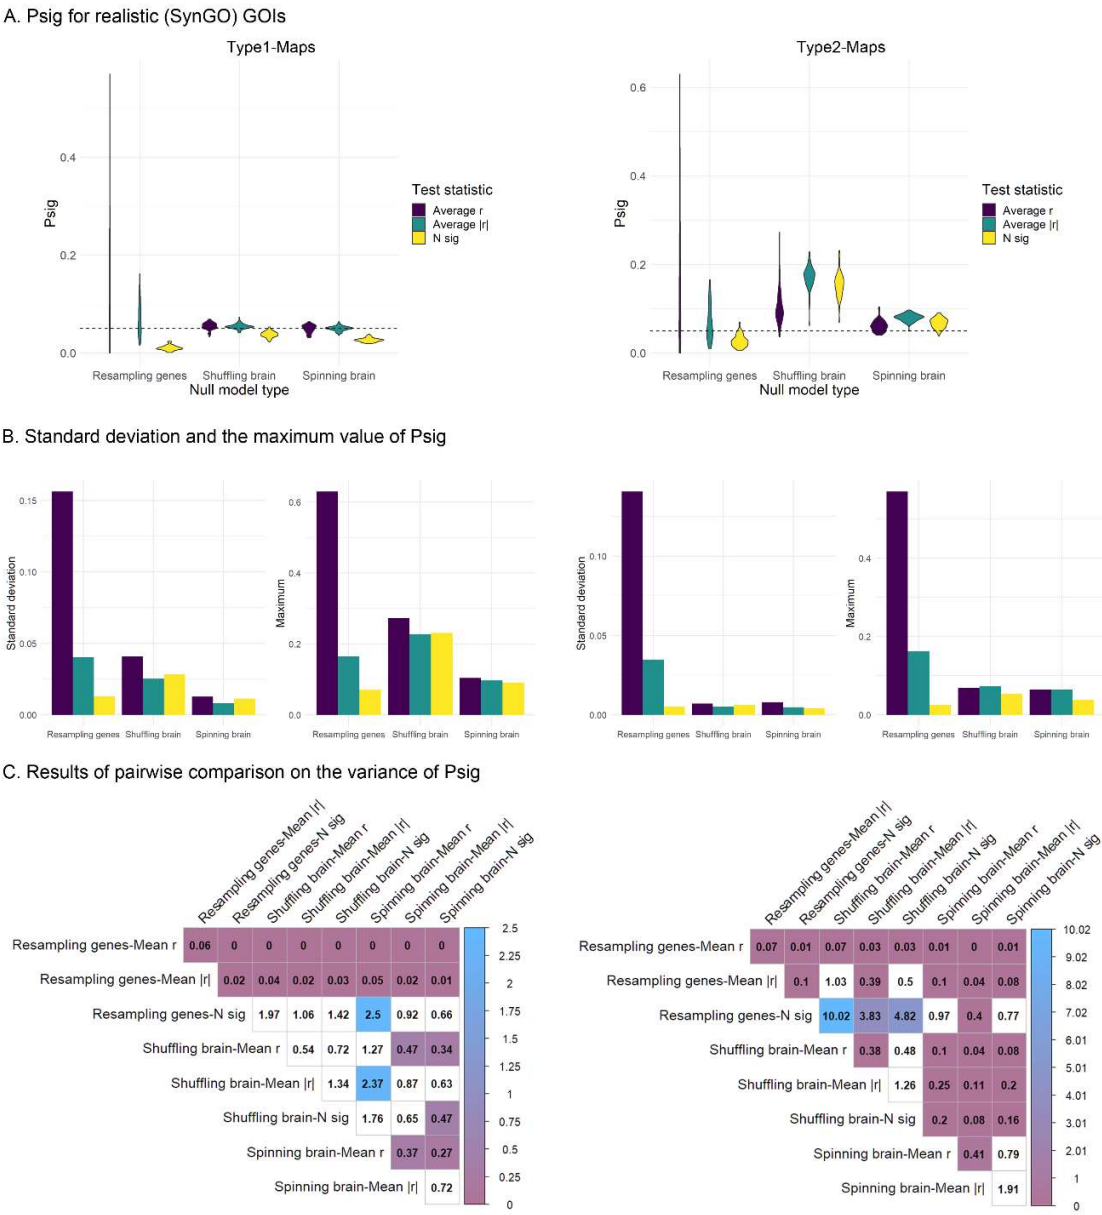 A. Psig for realistic (SynGO) GOIs
Type1-Maps
Psig
0.4
0.2
0.0
Resampling genes Shuffling brain Spinning brain
Null model type
Test statistic
Average r
Average |r|
N sig
Type2-Maps
Psig
0.6
0.4
0.2
0.0
Resampling genes Shuffling brain Spinning brain
Null model type
Test statistic
Average r
Average |r|
N sig
B. Standard deviation and the maximum value of Psig
Standard deviation
0.15
0.10
0.05
0.00
Resampling genes Shuffling brain Spinning brain
Maximum
0.6
0.4
0.2
0.0
Resampling genes Shuffling brain Spinning brain
Standard deviation
0.10
0.05
0.00
Resampling genes Shuffling brain Spinning brain
Maximum
0.4
0.2
0.0
Resampling genes Shuffling brain Spinning brain
C. Results of pairwise comparison on the variance of Psig
Resampling genes-Mean |r|
Resampling genes-N sig
Shuffling brain-Mean r
Shuffling brain-Mean |r|
Shuffling brain-N sig
Spinning brain-Mean r
Spinning brain-Mean |r|
Spinning brain-N sig
Resampling genes-Mean r 0.06 0 0 0 0 0 0 0
Resampling genes-Mean |r| 0.02 0.04 0.02 0.03 0.05 0.02 0.01
Resampling genes-N sig 1.97 1.06 1.42 2.5 0.92 0.66
Shuffling brain-Mean r 0.54 0.72 1.27 0.47 0.34
Shuffling brain-Mean |r| 1.34 2.37 0.87 0.63
Shuffling brain-N sig 1.76 0.65 0.47
Spinning brain-Mean r 0.37 0.27
Spinning brain-Mean |r| 0.72
2.5
2.25
2
1.75
1.5
1.25
1
0.75
0.5
0.25
0
Resampling genes-Mean |r|
Resampling genes-N sig
Shuffling brain-Mean r
Shuffling brain-Mean |r|
Shuffling brain-N sig
Spinning brain-Mean r
Spinning brain-Mean |r|
Spinning brain-N sig
Resampling genes-Mean r 0.07 0.01 0.07 0.03 0.03 0.01 0 0.01
Resampling genes-Mean |r| 0.1 1.03 0.39 0.5 0.1 0.04 0.08
Resampling genes-N sig 10.02 3.83 4.82 0.97 0.4 0.77
Shuffling brain-Mean r 0.38 0.48 0.1 0.04 0.08
Shuffling brain-Mean |r| 1.26 0.25 0.11 0.2
Shuffling brain-N sig 0.2 0.08 0.16
Spinning brain-Mean r 0.41 0.79
Spinning brain-Mean |r| 1.91
10.02
9.02
8.02
7.02
6.01
5.01
4.01
3.01
2.01
1
0